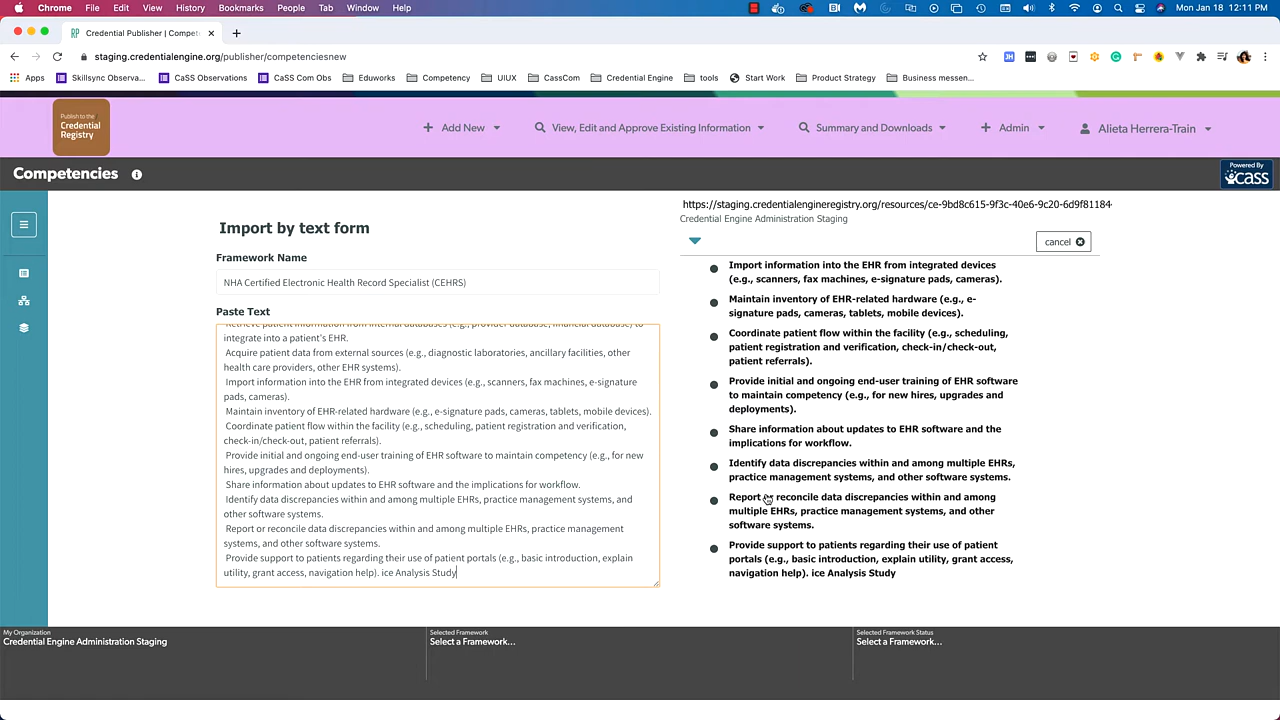 Chrome File Edit View History Bookmarks People Tab Window Help Mon Jan 18 12:11 PM
RP Credential Publisher | Compet
staging.credentialengine.org/publisher/competenciesnew
Apps Skillsync Observa... CaSS Observations CaSS Com Obs Eduworks Competency UIUX CassCom Credential Engine tools Start Work Product Strategy Business messen...
Publish to the
Credential
Registry
Add New View, Edit and Approve Existing Information Summary and Downloads Admin Alieta Herrera-Train
Competencies
Powered By
cass
Import by text form
Framework Name
NHA Certified Electronic Health Record Specialist (CEHRS)
Paste Text
Retrieve patient information from internal databases (e.g., provider database, financial database) to
integrate into a patient's EHR.
Acquire patient data from external sources (e.g., diagnostic laboratories, ancillary facilities, other
health care providers, other EHR systems).
Import information into the EHR from integrated devices (e.g., scanners, fax machines, e-signature
pads, cameras).
Maintain inventory of EHR-related hardware (e.g., e-signature pads, cameras, tablets, mobile devices).
Coordinate patient flow within the facility (e.g., scheduling, patient registration and verification,
check-in/check-out, patient referrals).
Provide initial and ongoing end-user training of EHR software to maintain competency (e.g., for new
hires, upgrades and deployments).
Share information about updates to EHR software and the implications for workflow.
Identify data discrepancies within and among multiple EHRs, practice management systems, and
other software systems.
Report or reconcile data discrepancies within and among multiple EHRs, practice management
systems, and other software systems.
Provide support to patients regarding their use of patient portals (e.g., basic introduction, explain
utility, grant access, navigation help). ice Analysis Study
https://staging.credentialengineregistry.org/resources/ce-9bd8c615-9f3c-40e6-9c20-6d9f81184
Credential Engine Administration Staging
cancel
Import information into the EHR from integrated devices
(e.g., scanners, fax machines, e-signature pads, cameras).
Maintain inventory of EHR-related hardware (e.g., e-
signature pads, cameras, tablets, mobile devices).
Coordinate patient flow within the facility (e.g., scheduling,
patient registration and verification, check-in/check-out,
patient referrals).
Provide initial and ongoing end-user training of EHR software
to maintain competency (e.g., for new hires, upgrades and
deployments).
Share information about updates to EHR software and the
implications for workflow.
Identify data discrepancies within and among multiple EHRs,
practice management systems, and other software systems.
Report or reconcile data discrepancies within and among
multiple EHRs, practice management systems, and other
software systems.
Provide support to patients regarding their use of patient
portals (e.g., basic introduction, explain utility, grant access,
navigation help). ice Analysis Study
My Organization
Credential Engine Administration Staging
Selected Framework
Select a Framework...
Selected Framework Status
Select a Framework...